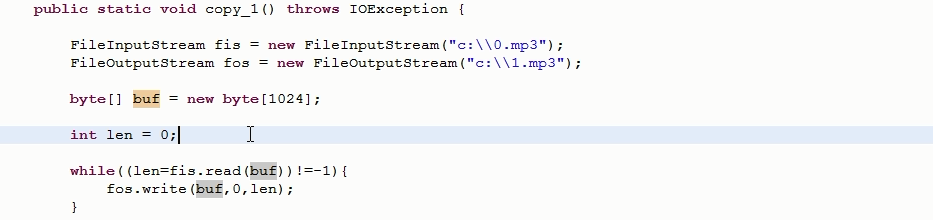 public static void copy_1() throws IOException {
FileInputStream fis = new FileInputStream("c:\\0.mp3");
FileOutputStream fos = new FileOutputStream("c:\\1.mp3");
byte[] buf = new byte[1024];
int len = 0;
while((len=fis.read(buf))!=-1){
fos.write(buf,0,len);
}